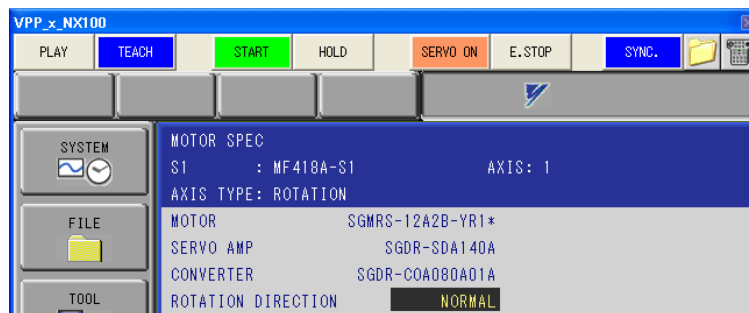 VPP_x_NX100
PLAY TEACH START HOLD SERVO ON E.STOP SYNC.
SYSTEM
FILE
TOOL
MOTOR SPEC
S1 : MF418A-S1 AXIS: 1
AXIS TYPE: ROTATION
MOTOR SGMRS-12A2B-YR1*
SERVO AMP SGDR-SDA140A
CONVERTER SGDR-COA080A01A
ROTATION DIRECTION NORMAL